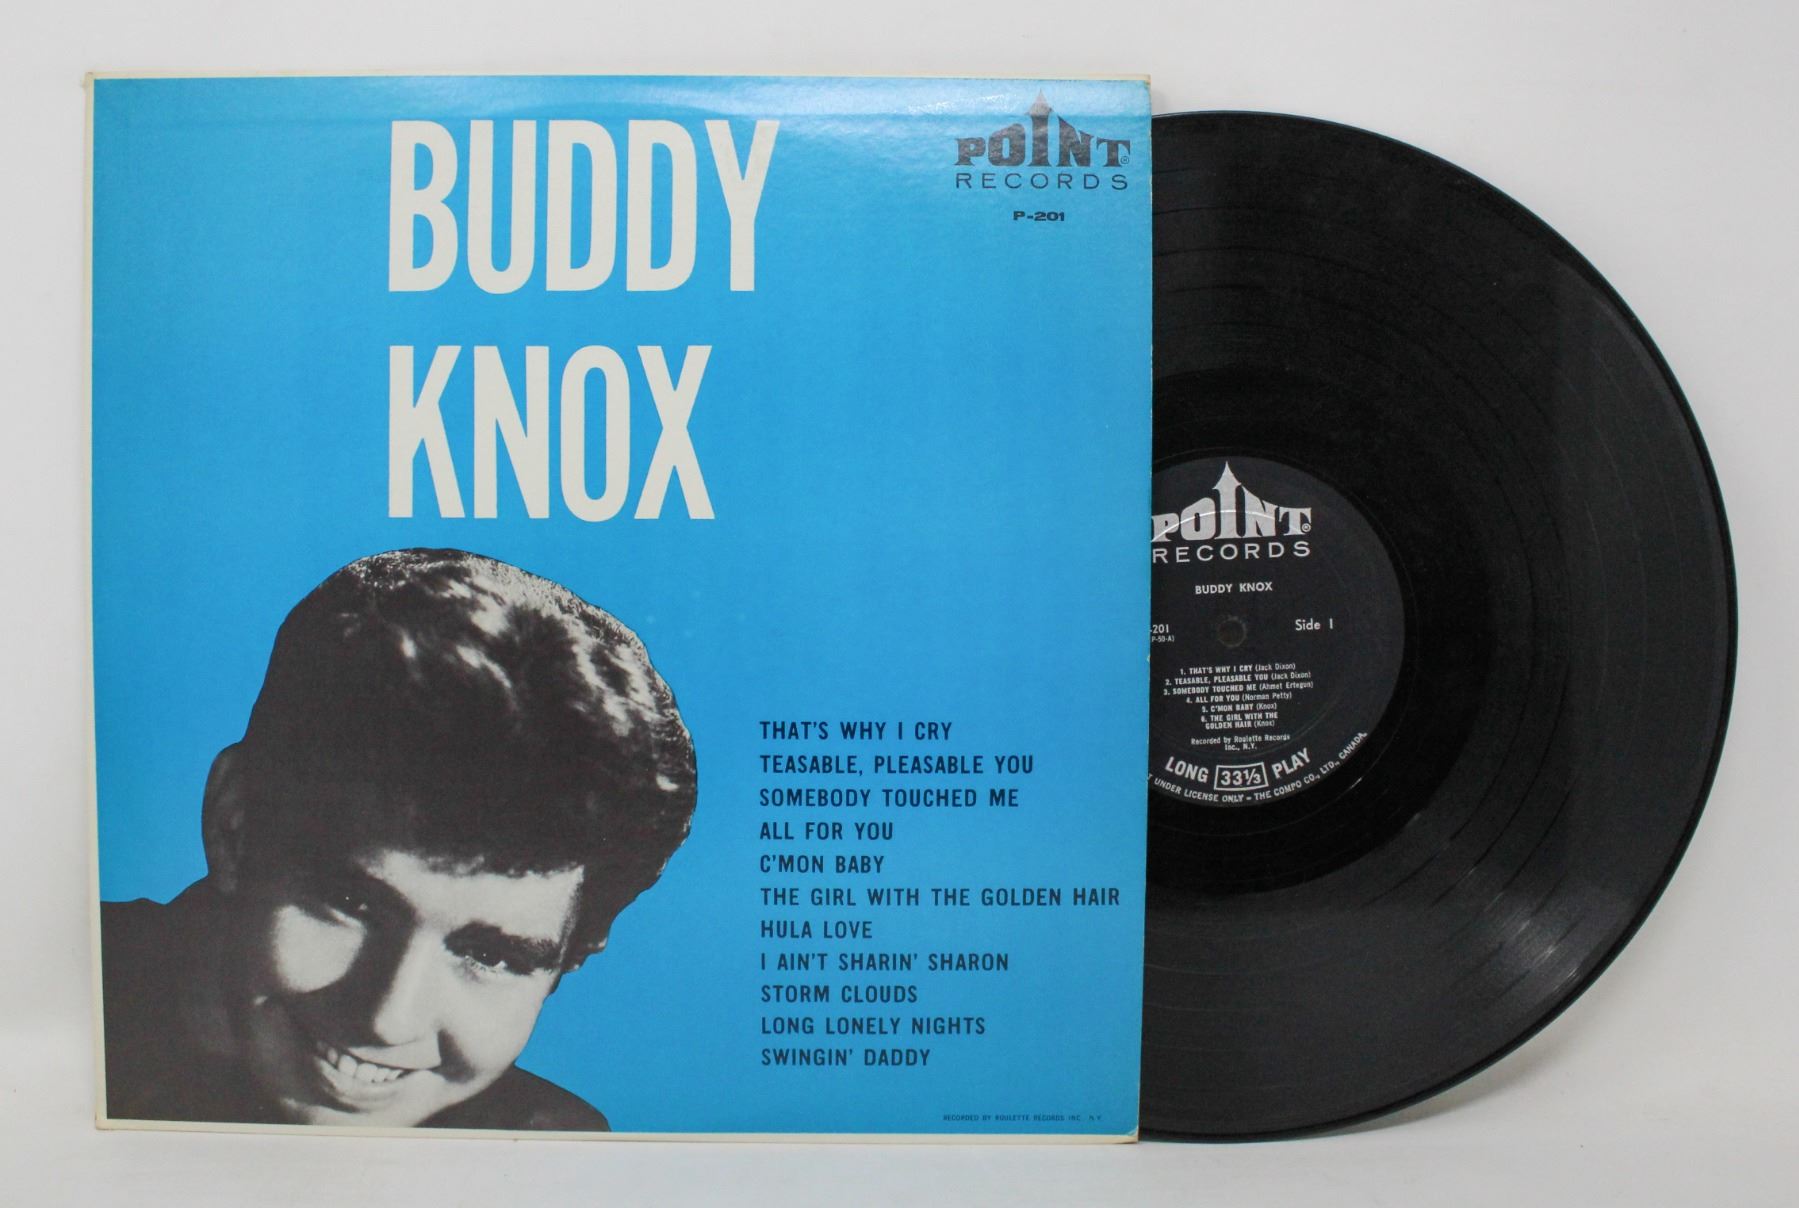 BUDDY
KNOX
POINT®
RECORDS
P-201
THAT'S WHY I CRY
TEASABLE, PLEASABLE YOU
SOMEBODY TOUCHED ME
ALL FOR YOU
C'MON BABY
THE GIRL WITH THE GOLDEN HAIR
HULA LOVE
I AIN'T SHARIN' SHARON
STORM CLOUDS
LONG LONELY NIGHTS
SWINGIN' DADDY
RECORDED BY ROULETTE RECORDS INC. N.Y.
POINT®
RECORDS
BUDDY KNOX
-201
P-50-A)
Side 1
1. THAT'S WHY I CRY (Jack Dixon)
2. TEASABLE, PLEASABLE YOU (Jack Dixon)
3. SOMEBODY TOUCHED ME (Ahmet Ertegun)
4. ALL FOR YOU (Norman Petty)
5. C'MON BABY (Knox)
6. THE GIRL WITH THE
GOLDEN HAIR (Knox)
Recorded by Roulette Records
Inc., N.Y.
LONG 33⅓ PLAY
T UNDER LICENSE ONLY - THE COMPO CO., LTD., CANADA